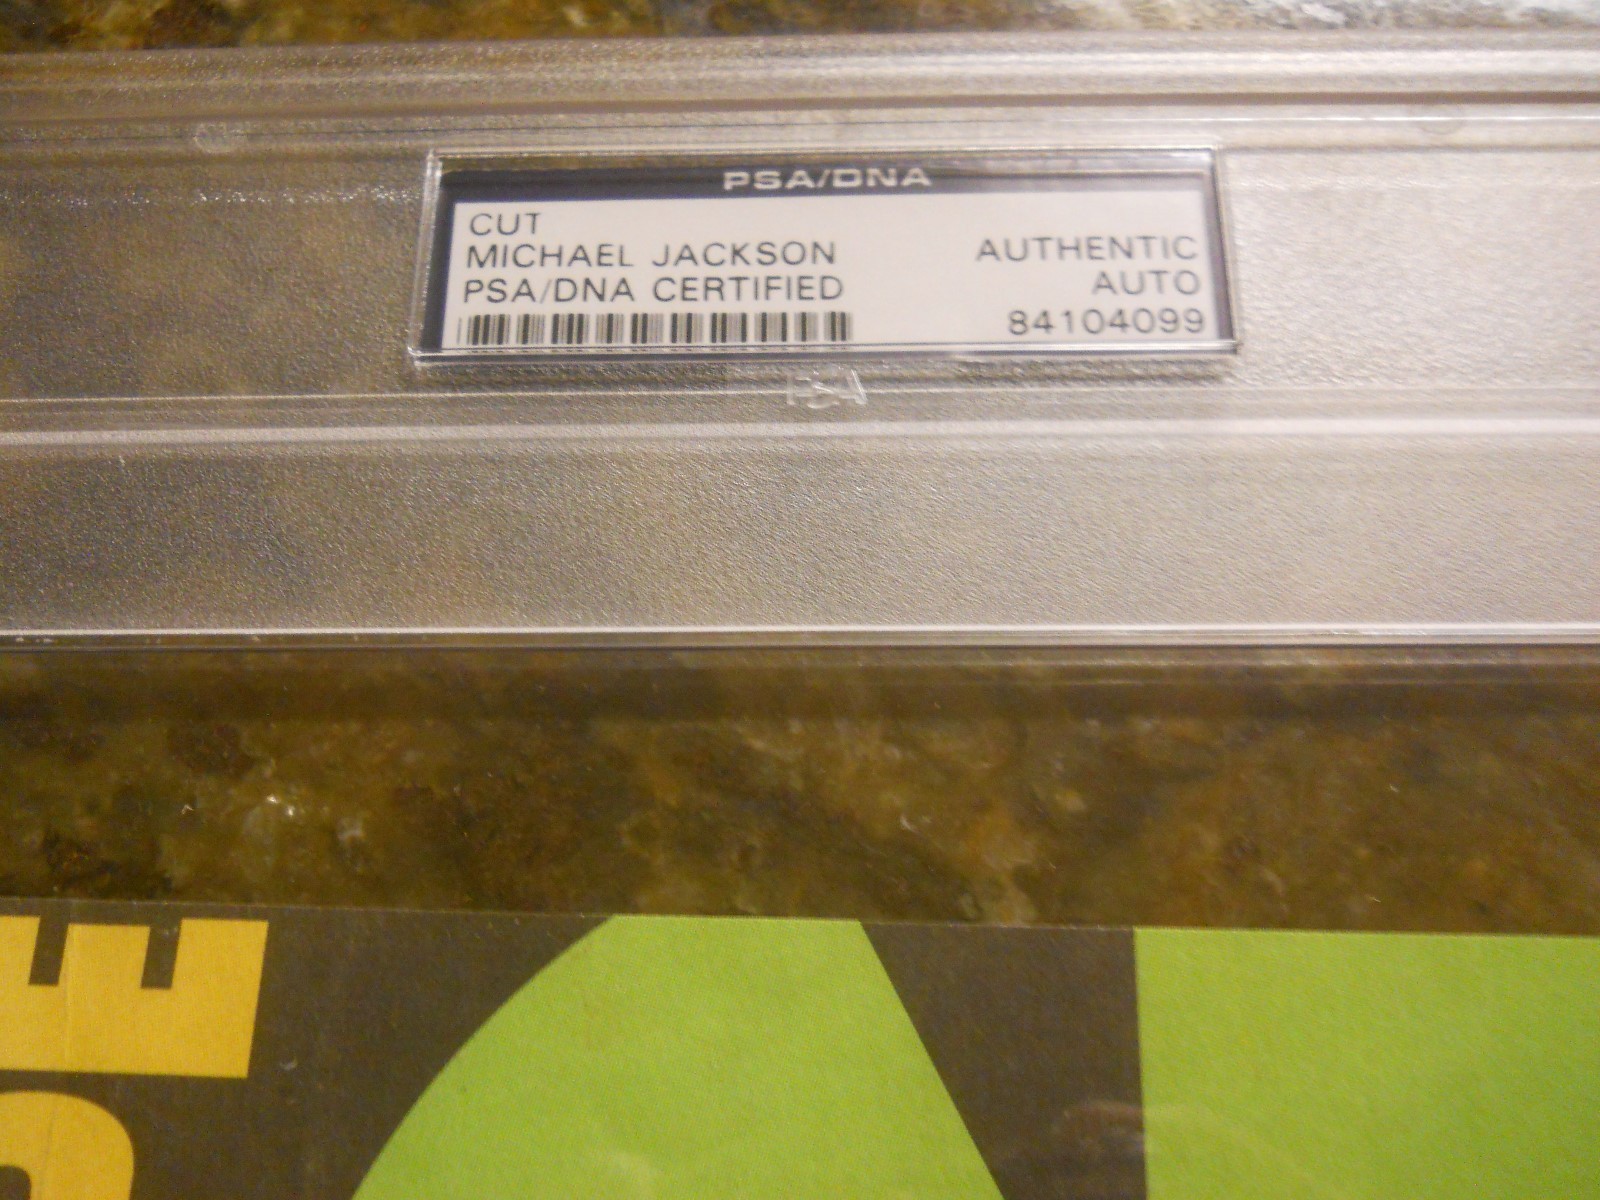 PSA/DNA
CUT
MICHAEL JACKSON
PSA/DNA CERTIFIED
AUTHENTIC
AUTO
84104099
PSA